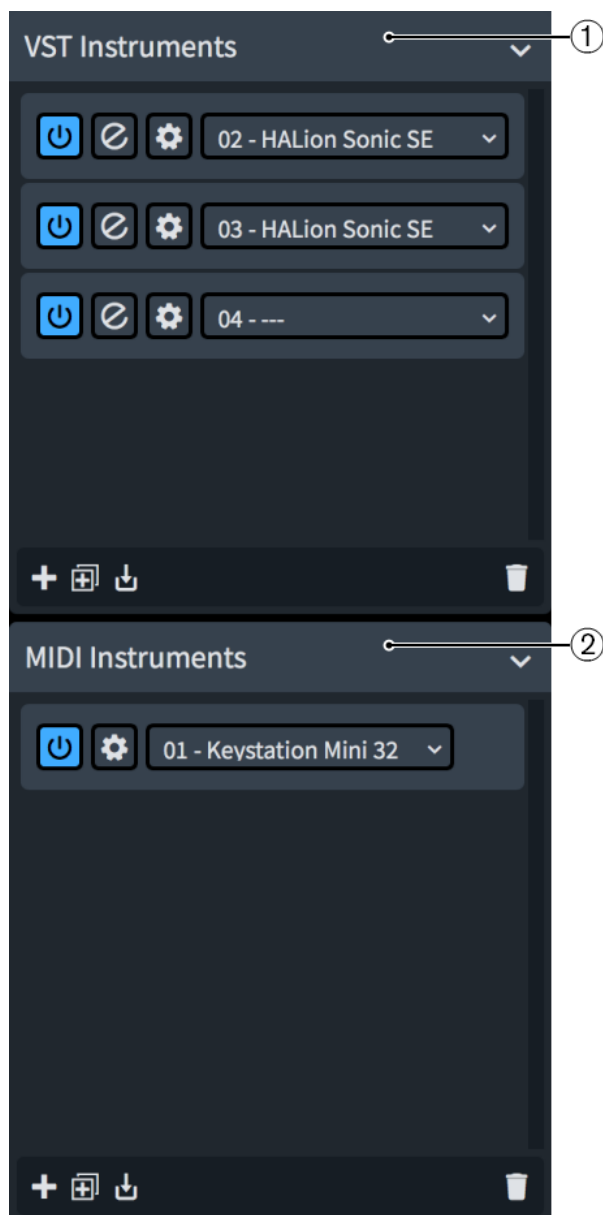 VST Instruments
①
02 - HALion Sonic SE
03 - HALion Sonic SE
04 - ---
MIDI Instruments
②
01 - Keystation Mini 32